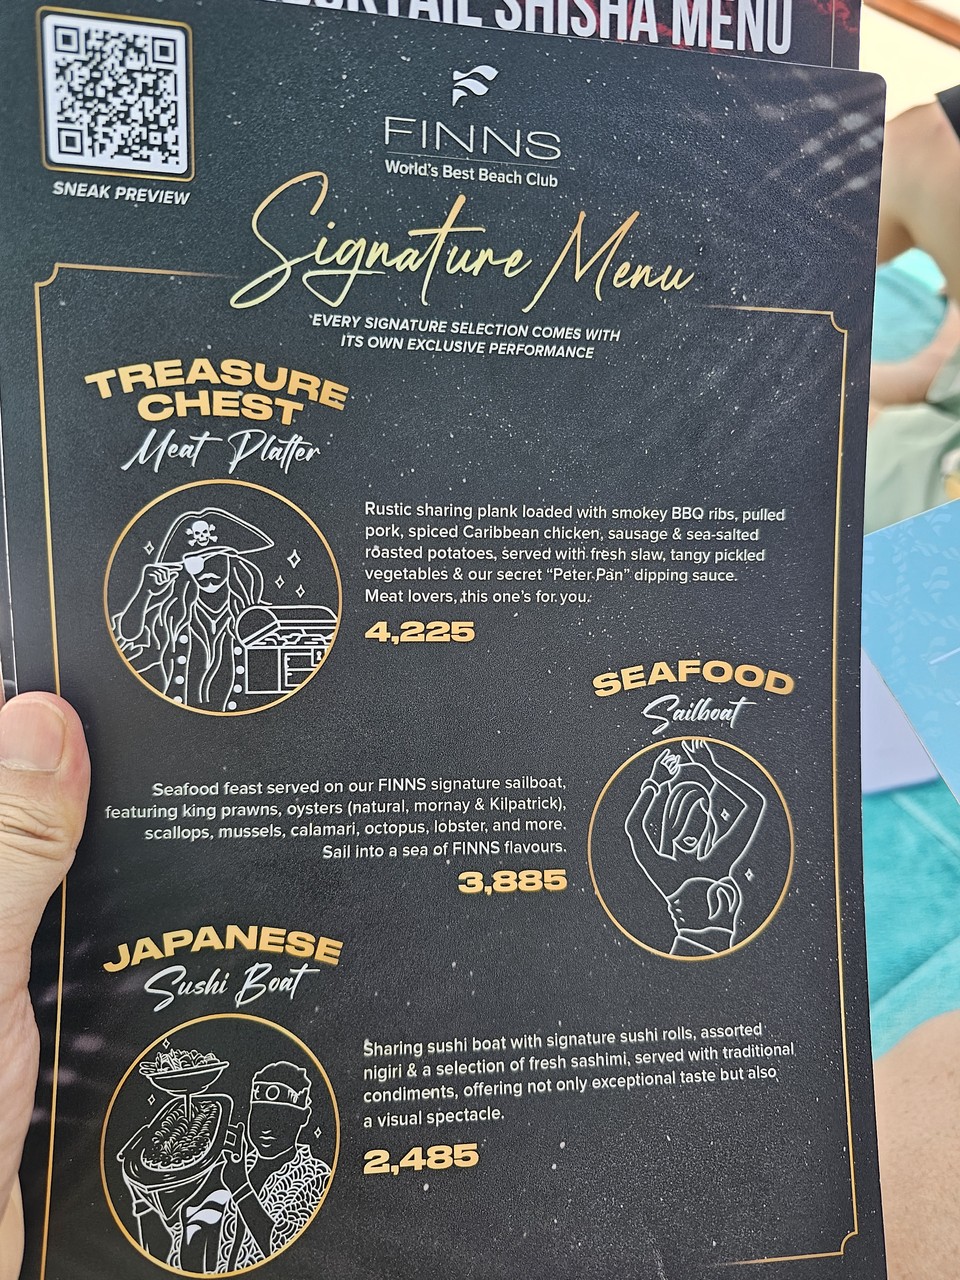 SHISHA MENU
SNEAK PREVIEW
FINNS
World's Best Beach Club
Signature Menu
EVERY SIGNATURE SELECTION COMES WITH
ITS OWN EXCLUSIVE PERFORMANCE
TREASURE
CHEST
Meat Platter
Rustic sharing plank loaded with smokey BBQ ribs, pulled
pork, spiced Caribbean chicken, sausage & sea-salted
roasted potatoes, served with fresh slaw, tangy pickled
vegetables & our secret “Peter Pan” dipping sauce.
Meat lovers, this one's for you.
4,225
SEAFOOD
Sailboat
Seafood feast served on our FINNS signature sailboat,
featuring king prawns, oysters (natural, mornay & Kilpatrick),
scallops, mussels, calamari, octopus, lobster, and more.
Sail into a sea of FINNS flavours.
3,885
JAPANESE
Sushi Boat
Sharing sushi boat with signature sushi rolls, assorted
nigiri & a selection of fresh sashimi, served with traditional
condiments, offering not only exceptional taste but also
a visual spectacle.
2,485